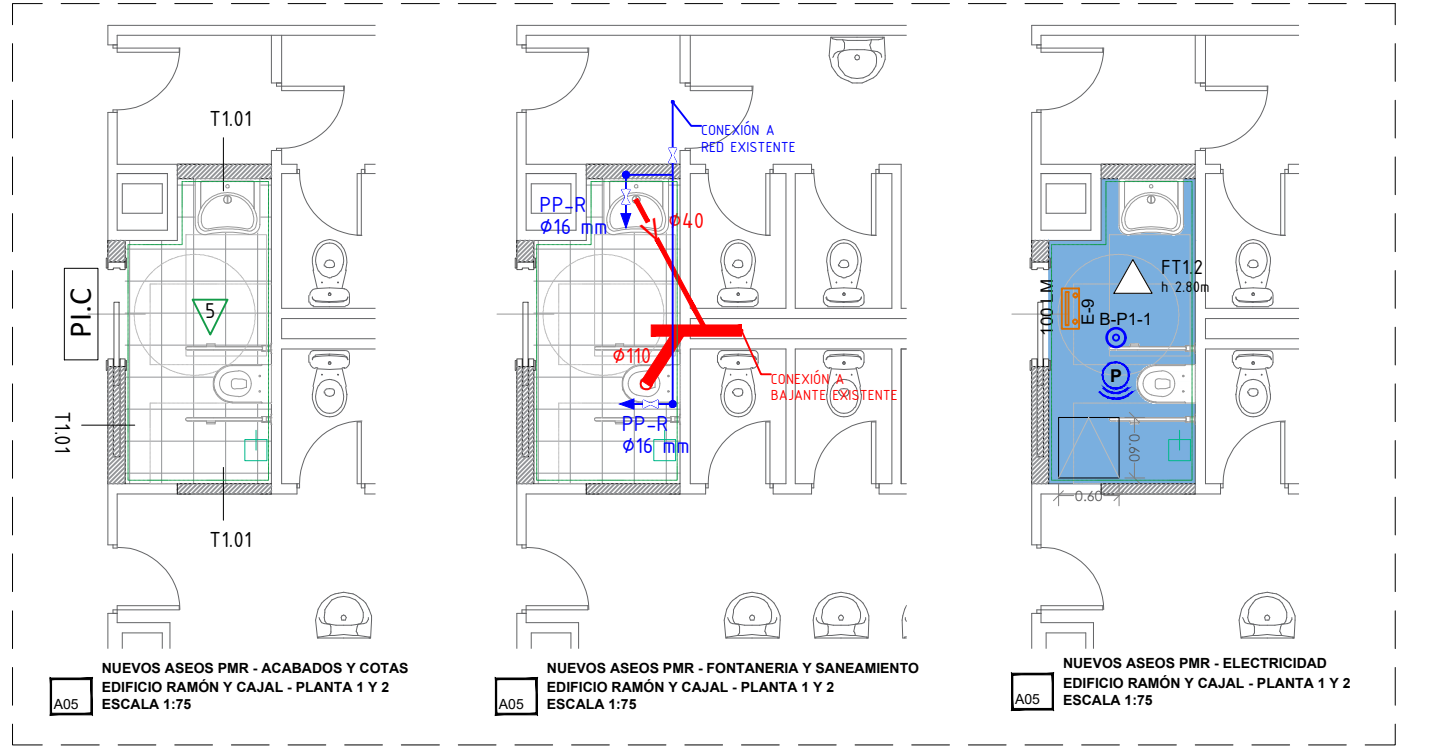 T1.01
PI.C
5
T1.01
T1.01
A05
NUEVOS ASEOS PMR - ACABADOS Y COTAS
EDIFICIO RAMÓN Y CAJAL - PLANTA 1 Y 2
ESCALA 1:75
CONEXIÓN A
RED EXISTENTE
PP-R
Ø16 mm
Ø40
Ø110
CONEXIÓN A
BAJANTE EXISTENTE
PP-R
Ø16 mm
A05
NUEVOS ASEOS PMR - FONTANERIA Y SANEAMIENTO
EDIFICIO RAMÓN Y CAJAL - PLANTA 1 Y 2
ESCALA 1:75
FT1.2
h 2.80m
100 LM
E-9
B-P1-1
P
0.60
0.60
A05
NUEVOS ASEOS PMR - ELECTRICIDAD
EDIFICIO RAMÓN Y CAJAL - PLANTA 1 Y 2
ESCALA 1:75